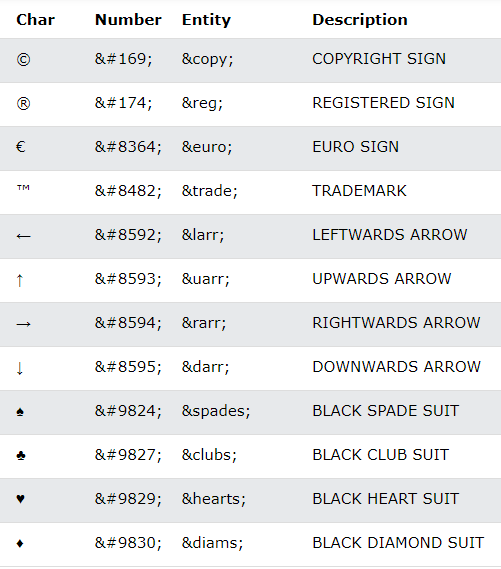 Char Number Entity Description
© &#169; &copy; COPYRIGHT SIGN
® &#174; &reg; REGISTERED SIGN
€ &#8364; &euro; EURO SIGN
™ &#8482; &trade; TRADEMARK
← &#8592; &larr; LEFTWARDS ARROW
↑ &#8593; &uarr; UPWARDS ARROW
→ &#8594; &rarr; RIGHTWARDS ARROW
↓ &#8595; &darr; DOWNWARDS ARROW
♠ &#9824; &spades; BLACK SPADE SUIT
♣ &#9827; &clubs; BLACK CLUB SUIT
♥ &#9829; &hearts; BLACK HEART SUIT
♦ &#9830; &diams; BLACK DIAMOND SUIT